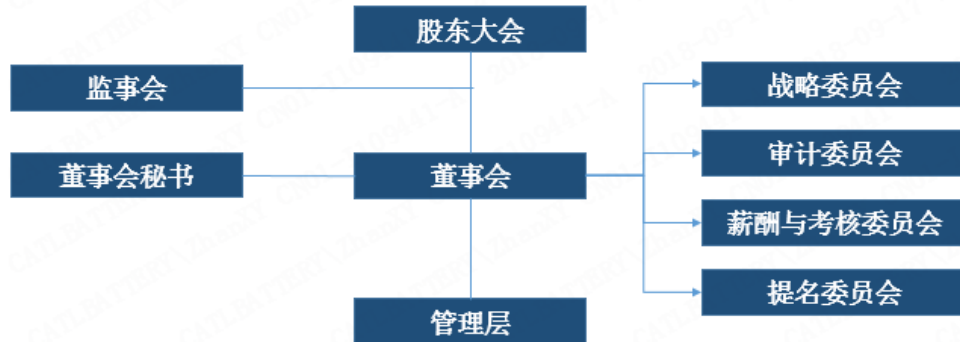 股东大会
监事会
战略委员会
审计委员会
董事会秘书
董事会
薪酬与考核委员会
提名委员会
管理层